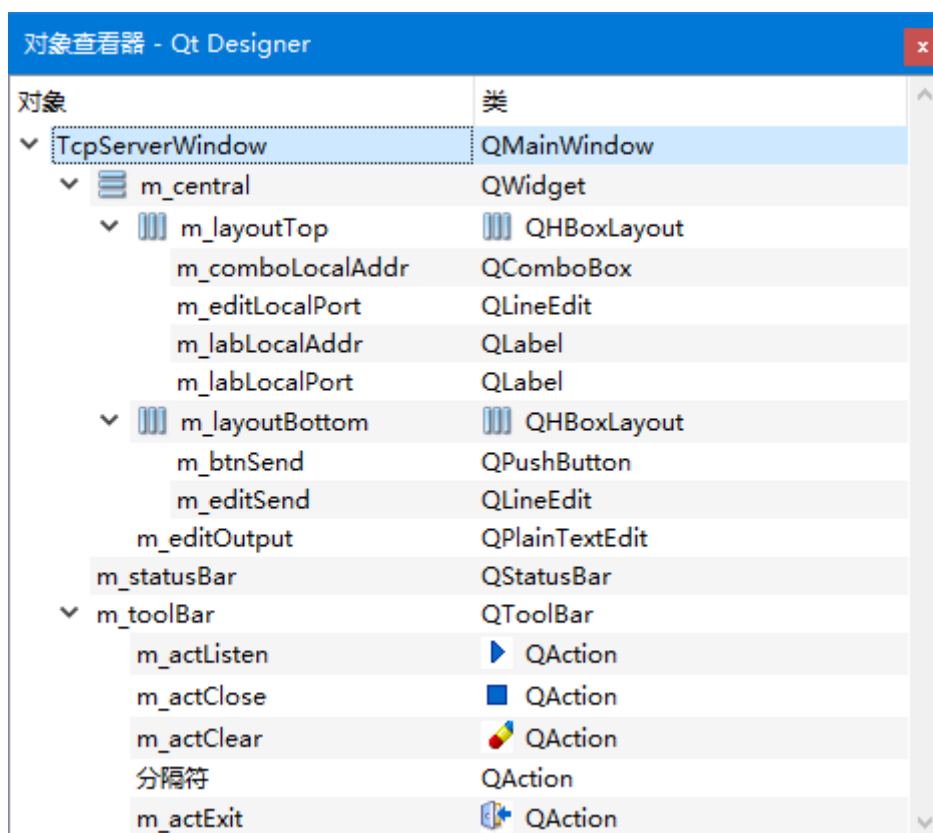 对象查看器 - Qt Designer x
对象 类
TcpServerWindow QMainWindow
m_central QWidget
m_layoutTop QHBoxLayout
m_comboLocalAddr QComboBox
m_editLocalPort QLineEdit
m_labLocalAddr QLabel
m_labLocalPort QLabel
m_layoutBottom QHBoxLayout
m_btnSend QPushButton
m_editSend QLineEdit
m_editOutput QPlainTextEdit
m_statusBar QStatusBar
m_toolBar QToolBar
m_actListen QAction
m_actClose QAction
m_actClear QAction
分隔符 QAction
m_actExit QAction